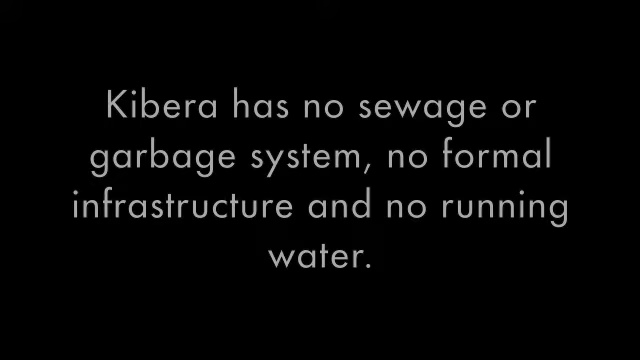 Kibera has no sewage or
garbage system, no formal
infrastructure and no running
water.